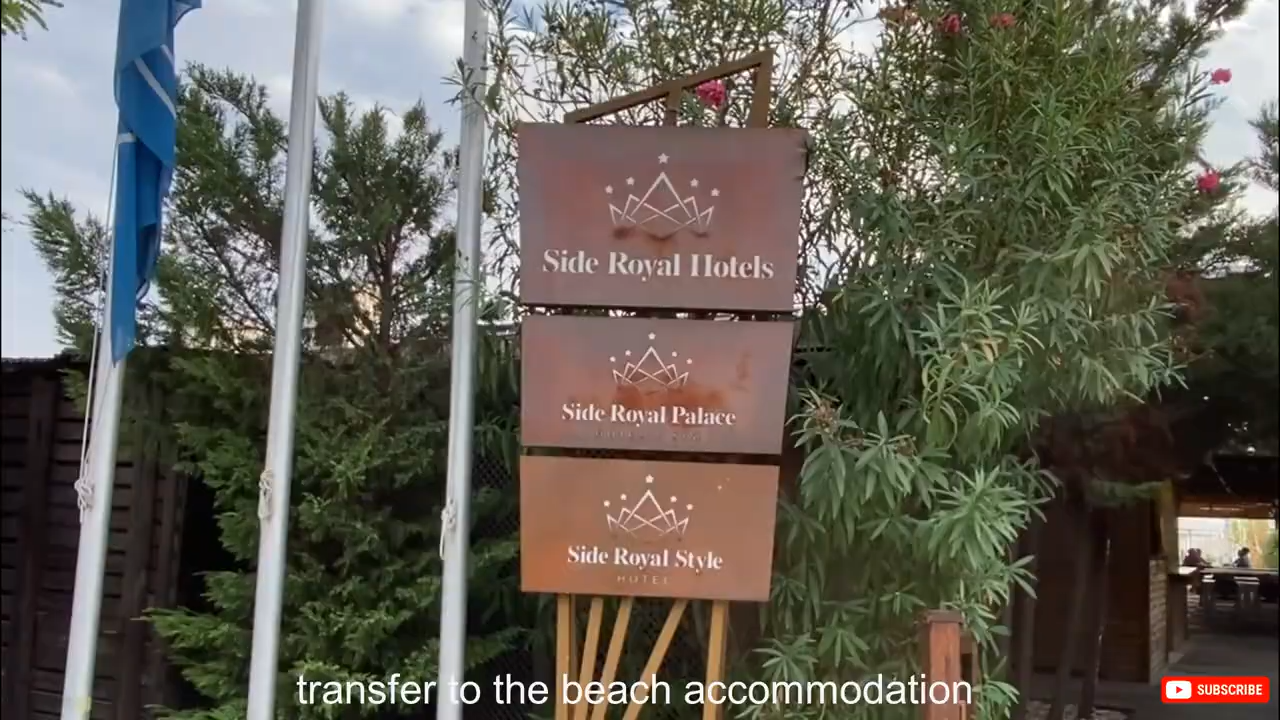 Side Royal Hotels
Side Royal Palace
Side Royal Style
HOTEL
transfer to the beach accommodation
SUBSCRIBE